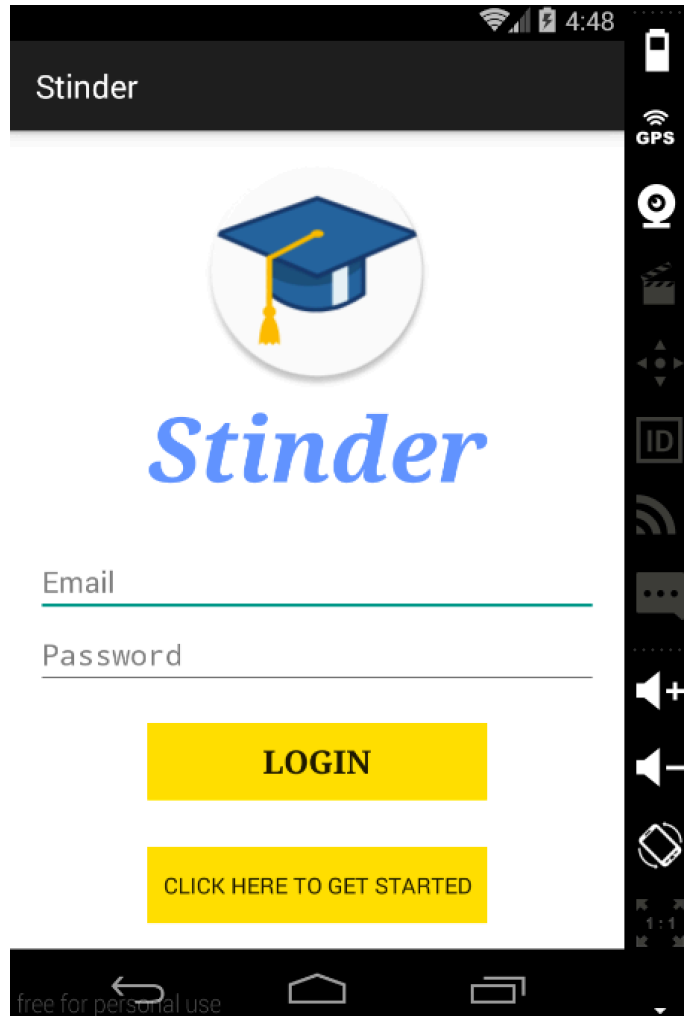 4:48
Stinder
GPS
Stinder
ID
Email
Password
LOGIN
CLICK HERE TO GET STARTED
1:1
free for personal use